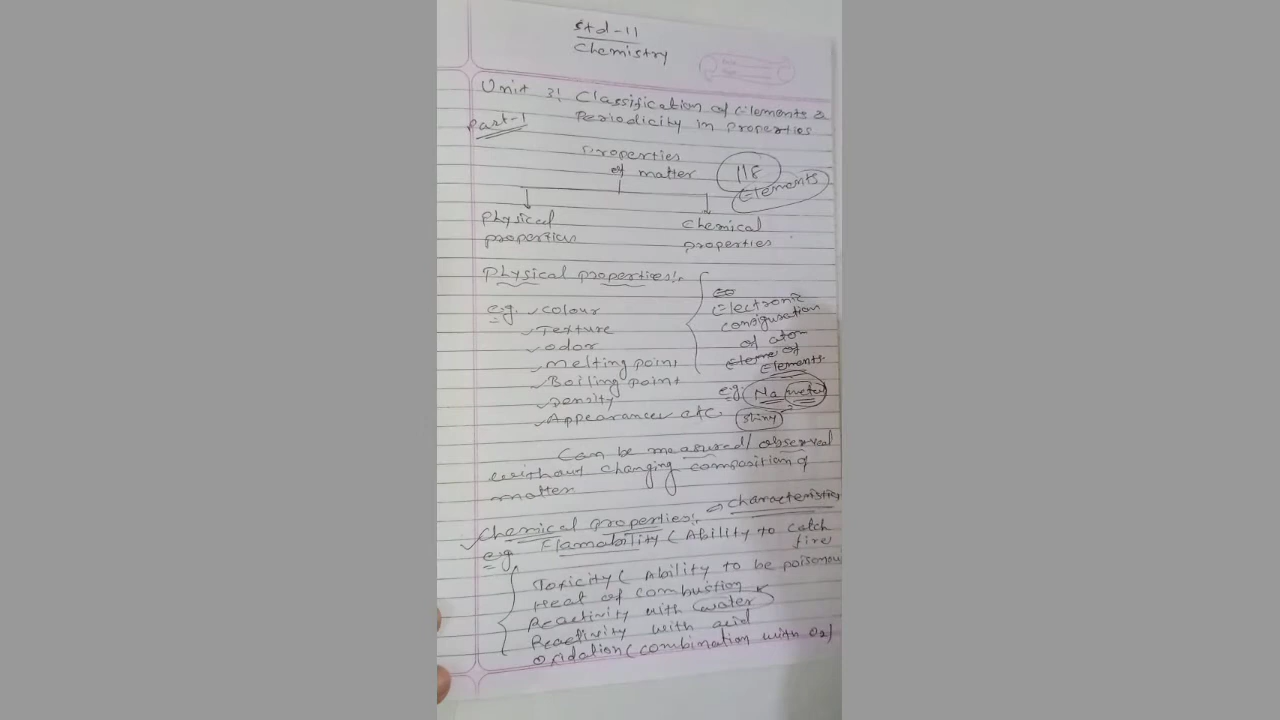 std-11
Chemistry
Unit 3! Classification of Elements &
Periodicity in properties
Part-1
properties
of matter
118
Elements
physical
properties
chemical
properties
Physical properties:-
e.g. ✓ colour
✓ Texture
✓ odor
✓ Melting point
✓ Boiling point
✓ Density
✓ Appearances etc.
Electronic
configuration
of atom
of
Elements
e.g. Na metal
shiny
Can be measured/ observed
without changing composition of
matter
✓ Chemical properties:- characteristics
e.g Flamability ( Ability to catch
fire
Toxicity ( Ability to be poisonou
Heat of combustion
Reactivity with water
Reactivity with acid
Oxidation ( combination with O2)